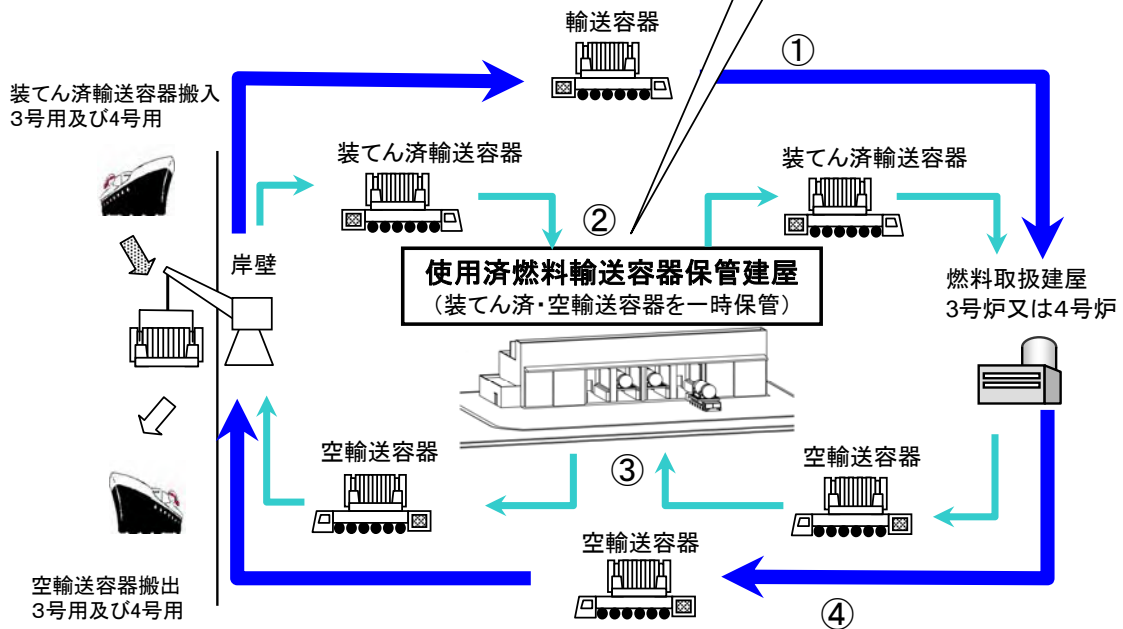 輸送容器
①
装てん済輸送容器搬入
３号用及び4号用
装てん済輸送容器
装てん済輸送容器
②
岸壁
使用済燃料輸送容器保管建屋
（装てん済・空輸送容器を一時保管）
燃料取扱建屋
3号炉又は４号炉
空輸送容器
③
空輸送容器
空輸送容器
空輸送容器搬出
３号用及び4号用
④